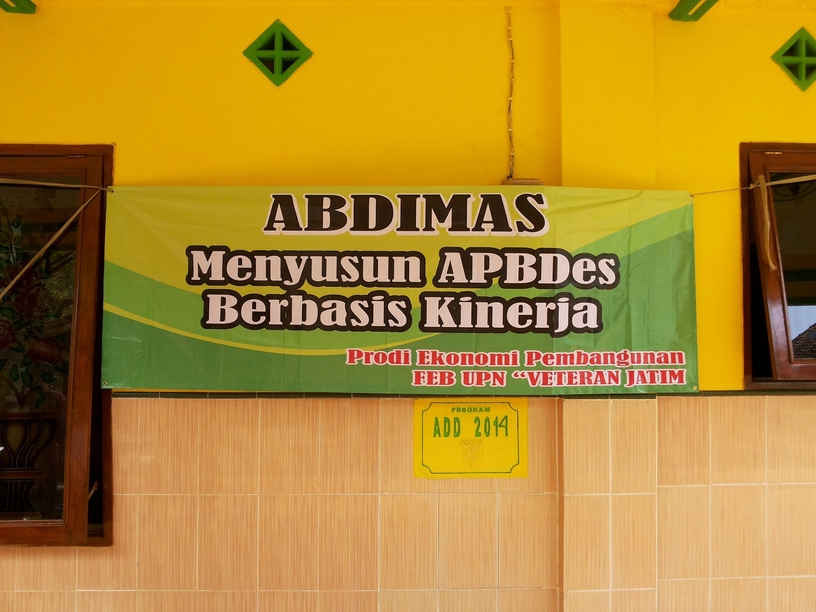 ABDIMAS
Menyusun APBDes
Berbasis Kinerja
Prodi Ekonomi Pembangunan
FEB UPN “VETERAN JATIM
PROGRAM
ADD 2014